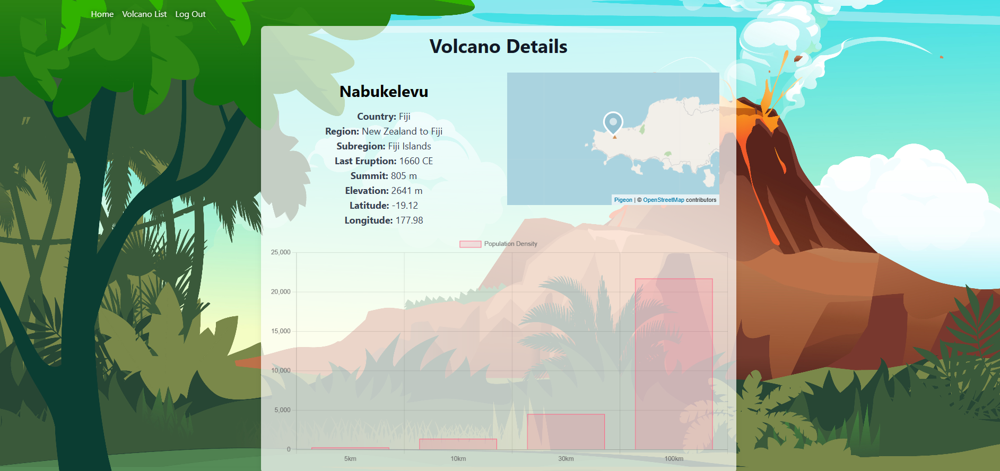 Home Volcano List Log Out
Volcano Details
Nabukelevu
Country: Fiji
Region: New Zealand to Fiji
Subregion: Fiji Islands
Last Eruption: 1660 CE
Summit: 805 m
Elevation: 2641 m
Latitude: -19.12
Longitude: 177.98
Pigeon | © OpenStreetMap contributors
Population Density
25,000
20,000
15,000
10,000
5,000
0
5km 10km 30km 100km